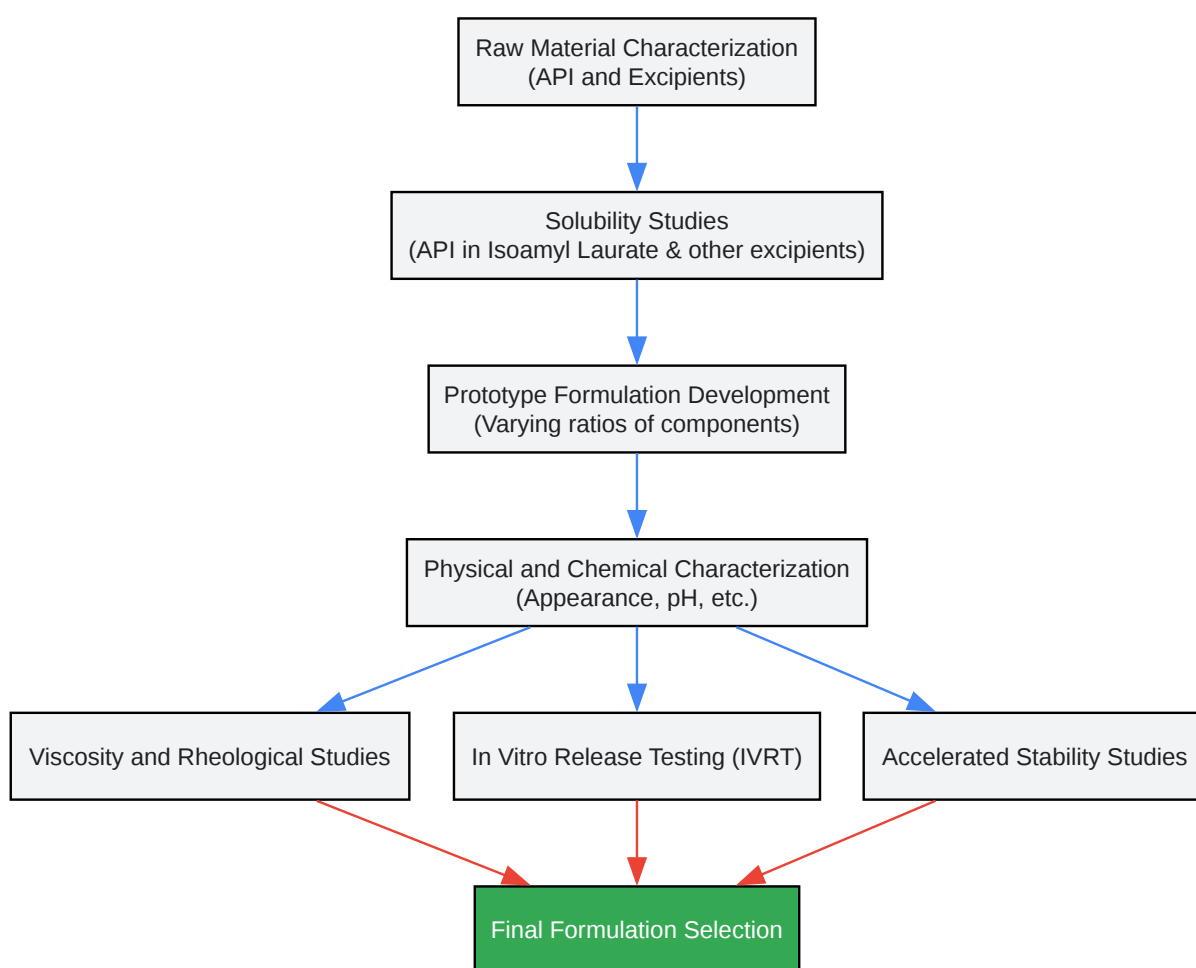 Raw Material Characterization
(API and Excipients)
Solubility Studies
(API in Isoamyl Laurate & other excipients)
Prototype Formulation Development
(Varying ratios of components)
Physical and Chemical Characterization
(Appearance, pH, etc.)
Viscosity and Rheological Studies
In Vitro Release Testing (IVRT)
Accelerated Stability Studies
Final Formulation Selection